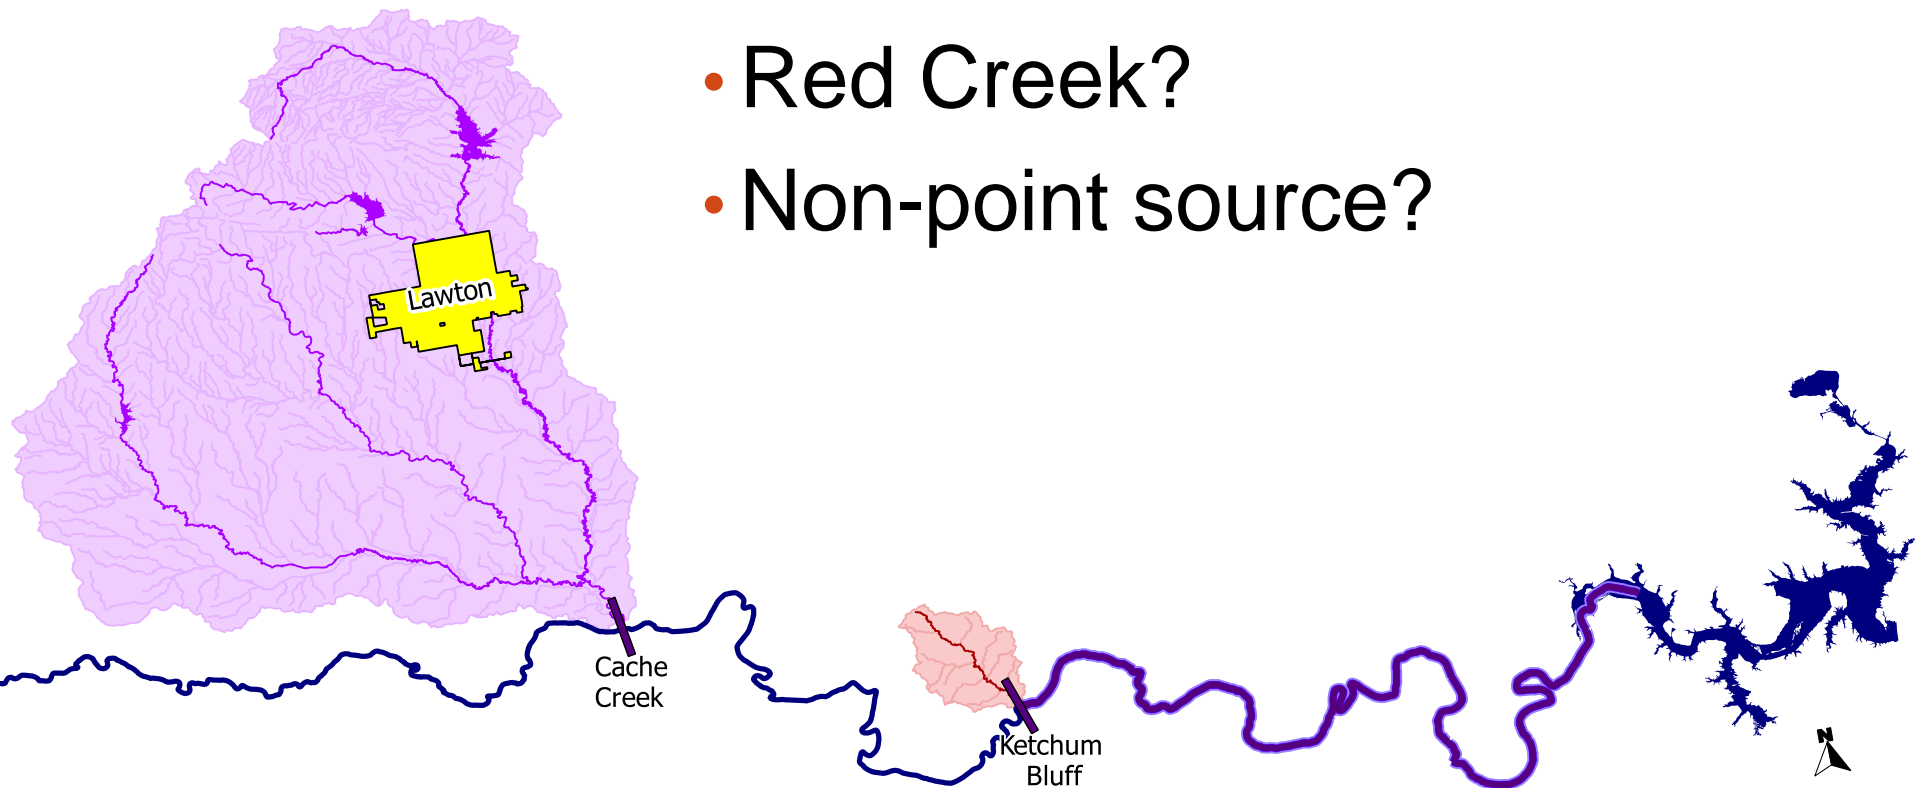 • Red Creek?
• Non-point source?
Lawton
Cache
Creek
Ketchum
Bluff
N